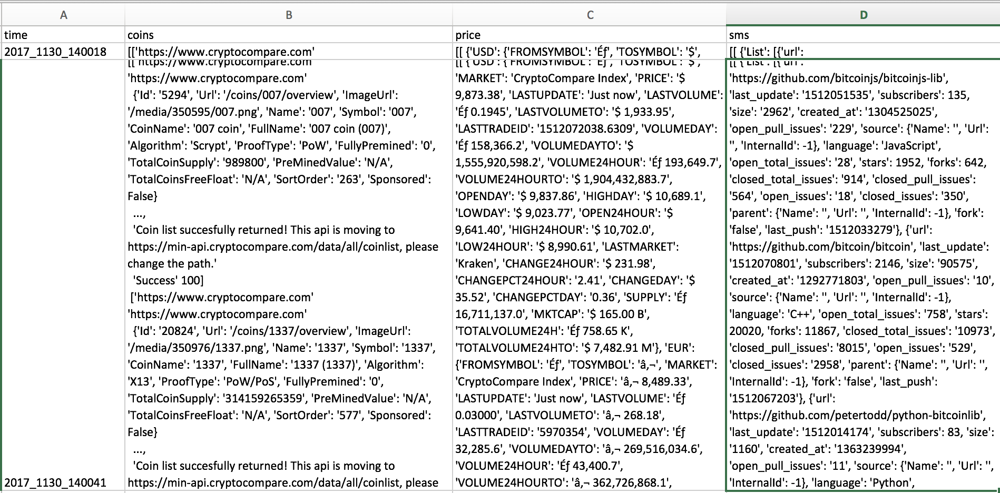 A B C D
time coins price sms
2017_1130_140018 [['https://www.cryptocompare.com' [[ {'USD': {'FROMSYMBOL': 'Éƒ', 'TOSYMBOL': '$', [[ {'List': [{'url':
[[ 'https://www.cryptocompare.com'
'https://www.cryptocompare.com'
{'Id': '5294', 'Url': '/coins/007/overview', 'ImageUrl':
'/media/350595/007.png', 'Name': '007', 'Symbol': '007',
'CoinName': '007 coin', 'FullName': '007 coin (007)',
'Algorithm': 'Scrypt', 'ProofType': 'PoW', 'FullyPremined': '0',
'TotalCoinSupply': '989800', 'PreMinedValue': 'N/A',
'TotalCoinsFreeFloat': 'N/A', 'SortOrder': '263', 'Sponsored':
False}
...,
'Coin list succesfully returned! This api is moving to
https://min-api.cryptocompare.com/data/all/coinlist, please
change the path.'
'Success' 100]
['https://www.cryptocompare.com'
'https://www.cryptocompare.com'
{'Id': '20824', 'Url': '/coins/1337/overview', 'ImageUrl':
'/media/350976/1337.png', 'Name': '1337', 'Symbol': '1337',
'CoinName': '1337', 'FullName': '1337 (1337)', 'Algorithm':
'X13', 'ProofType': 'PoW/PoS', 'FullyPremined': '0',
'TotalCoinSupply': '314159265359', 'PreMinedValue': 'N/A',
'TotalCoinsFreeFloat': 'N/A', 'SortOrder': '577', 'Sponsored':
False}
...,
'Coin list succesfully returned! This api is moving to
2017_1130_140041 https://min-api.cryptocompare.com/data/all/coinlist, please
[[ { 'USD': { 'FROMSYMBOL': 'Éƒ', 'TOSYMBOL': '$',
'MARKET': 'CryptoCompare Index', 'PRICE': '$
9,873.38', 'LASTUPDATE': 'Just now', 'LASTVOLUME':
'Éƒ 0.1945', 'LASTVOLUMETO': '$ 1,933.95',
'LASTTRADEID': '1512072038.6309', 'VOLUMEDAY':
'Éƒ 158,366.2', 'VOLUMEDAYTO': '$
1,555,920,598.2', 'VOLUME24HOUR': 'Éƒ 193,649.7',
'VOLUME24HOURTO': '$ 1,904,432,883.7',
'OPENDAY': '$ 9,837.86', 'HIGHDAY': '$ 10,689.1',
'LOWDAY': '$ 9,023.77', 'OPEN24HOUR': '$
9,641.40', 'HIGH24HOUR': '$ 10,702.0',
'LOW24HOUR': '$ 8,990.61', 'LASTMARKET':
'Kraken', 'CHANGE24HOUR': '$ 231.98',
'CHANGEPCT24HOUR': '2.41', 'CHANGEDAY': '$
35.52', 'CHANGEPCTDAY': '0.36', 'SUPPLY': 'Éƒ
16,711,137.0', 'MKTCAP': '$ 165.00 B',
'TOTALVOLUME24H': 'Éƒ 758.65 K',
'TOTALVOLUME24HTO': '$ 7,482.91 M'}, 'EUR':
{'FROMSYMBOL': 'Éƒ', 'TOSYMBOL': 'â‚¬', 'MARKET':
'CryptoCompare Index', 'PRICE': 'â‚¬ 8,489.33',
'LASTUPDATE': 'Just now', 'LASTVOLUME': 'Éƒ
0.03000', 'LASTVOLUMETO': 'â‚¬ 268.18',
'LASTTRADEID': '5970354', 'VOLUMEDAY': 'Éƒ
32,285.6', 'VOLUMEDAYTO': 'â‚¬ 269,516,034.6',
'VOLUME24HOUR': 'Éƒ 43,400.7',
'VOLUME24HOURTO': 'â‚¬ 362,726,868.1',
[[ { 'List': [{ 'url':
'https://github.com/bitcoinjs/bitcoinjs-lib',
'last_update': '1512051535', 'subscribers': 135,
'size': '2962', 'created_at': '1304525025',
'open_pull_issues': '229', 'source': {'Name': '', 'Url':
'', 'InternalId': -1}, 'language': 'JavaScript',
'open_total_issues': '28', 'stars': 1952, 'forks': 642,
'closed_total_issues': '914', 'closed_pull_issues':
'564', 'open_issues': '18', 'closed_issues': '350',
'parent': {'Name': '', 'Url': '', 'InternalId': -1}, 'fork':
'false', 'last_push': '1512033279'}, {'url':
'https://github.com/bitcoin/bitcoin', 'last_update':
'1512070801', 'subscribers': 2146, 'size': '90575',
'created_at': '1292771803', 'open_pull_issues': '10',
'source': {'Name': '', 'Url': '', 'InternalId': -1},
'language': 'C++', 'open_total_issues': '758', 'stars':
20020, 'forks': 11867, 'closed_total_issues': '10973',
'closed_pull_issues': '8015', 'open_issues': '529',
'closed_issues': '2958', 'parent': {'Name': '', 'Url': '',
'InternalId': -1}, 'fork': 'false', 'last_push':
'1512067203'}, {'url':
'https://github.com/petertodd/python-bitcoinlib',
'last_update': '1512014174', 'subscribers': 83, 'size':
'1160', 'created_at': '1363239994',
'open_pull_issues': '11', 'source': {'Name': '', 'Url': '',
'InternalId': -1}, 'language': 'Python',